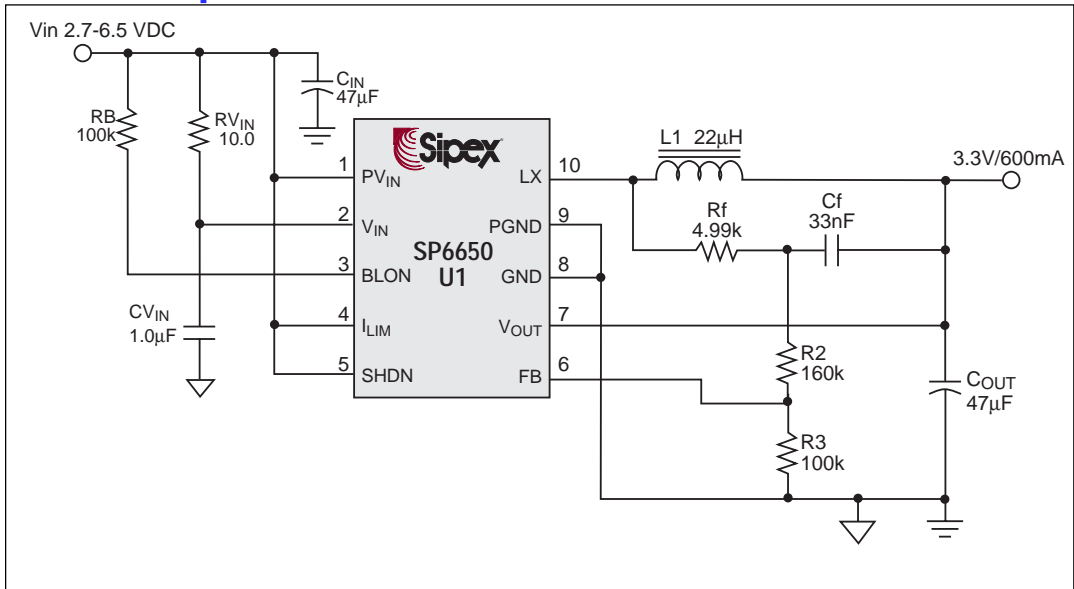 Vin 2.7-6.5 VDC
CIN
47µF
RB
100k
RVIN
10.0
Sipex
L1 22µH
3.3V/600mA
1
PVIN
LX
10
Rf
4.99k
Cf
33nF
2
VIN
PGND
9
SP6650
U1
3
BLON
GND
8
CVIN
1.0µF
4
ILIM
VOUT
7
5
SHDN
FB
6
R2
160k
COUT
47µF
R3
100k